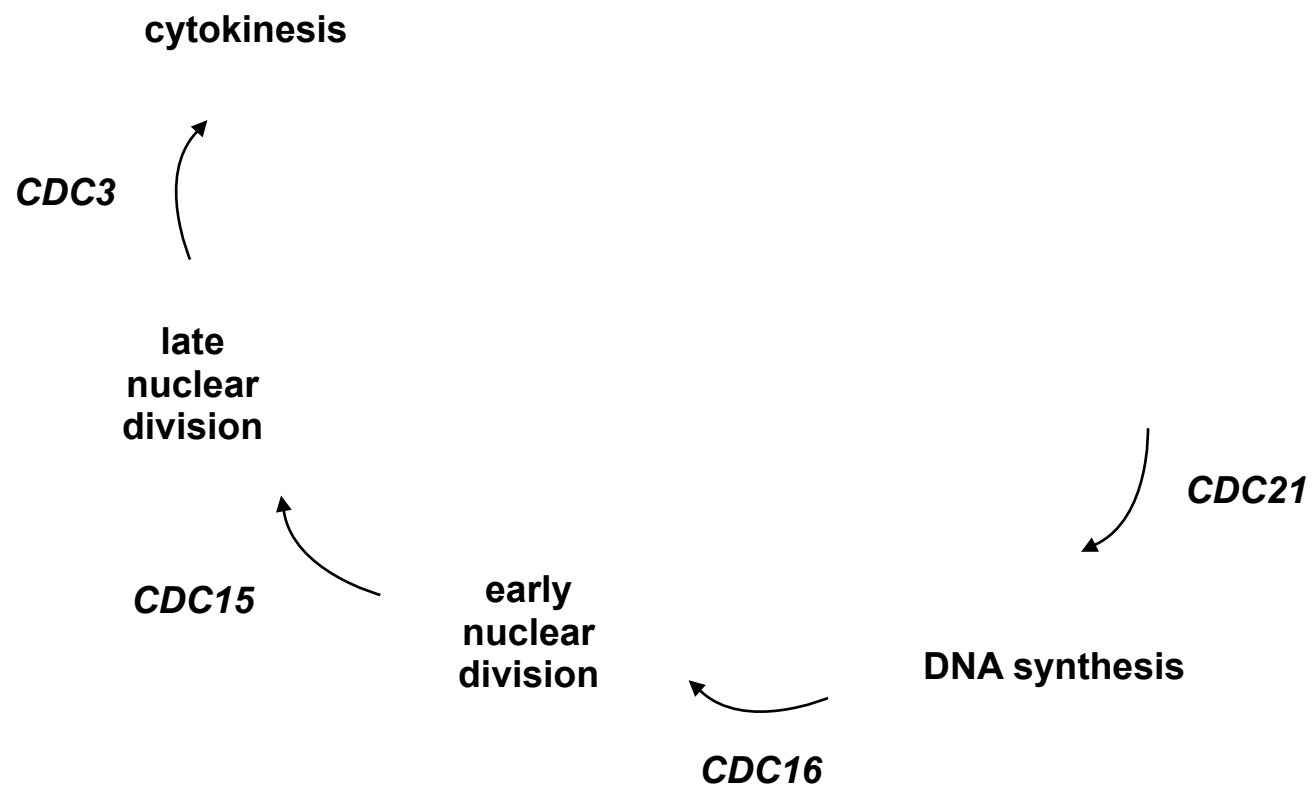 cytokinesis
CDC3
late
nuclear
division
CDC21
CDC15
early
nuclear
division
DNA synthesis
CDC16